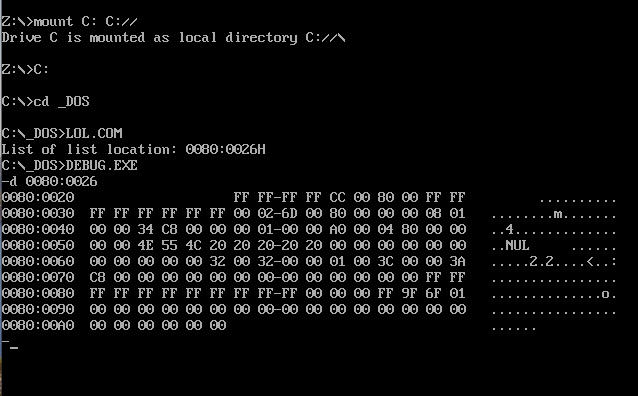 Z:\>mount C: C://
Drive C is mounted as local directory C://\
Z:\>C:
C:\>cd _DOS
C:\_DOS>LOL.COM
List of list location: 0080:0026H
C:\_DOS>DEBUG.EXE
-d 0080:0026
0080:0020 FF FF-FF FF CC 00 80 00 FF FF ..........
0080:0030 FF FF FF FF FF FF 00 02-6D 00 80 00 00 00 08 01 ........m.......
0080:0040 00 00 34 C8 00 00 00 01-00 00 A0 00 04 80 00 00 ..4.............
0080:0050 00 00 4E 55 4C 20 20 20-20 20 00 00 00 00 00 00 ..NUL     ......
0080:0060 00 00 00 00 00 32 00 32-00 00 01 00 3C 00 00 3A .....2.2....<..:
0080:0070 C8 00 00 00 00 00 00 00-00 00 00 00 00 00 FF FF ................
0080:0080 FF FF FF FF FF FF FF FF-FF 00 00 00 FF 9F 6F 01 ..............o.
0080:0090 00 00 00 00 00 00 00 00-00 00 00 00 00 00 00 00 ................
0080:00A0 00 00 00 00 00 00 ......
-
-